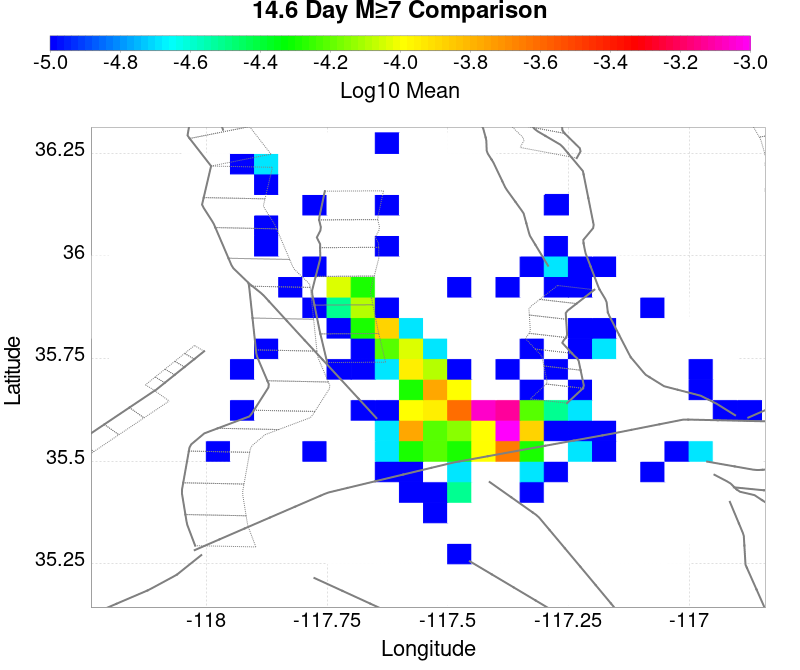 14.6 Day M≥7 Comparison
-5.0 -4.8 -4.6 -4.4 -4.2 -4.0 -3.8 -3.6 -3.4 -3.2 -3.0
Log10 Mean
36.25
36
35.75
35.5
35.25
Latitude
-118 -117.75 -117.5 -117.25 -117
Longitude